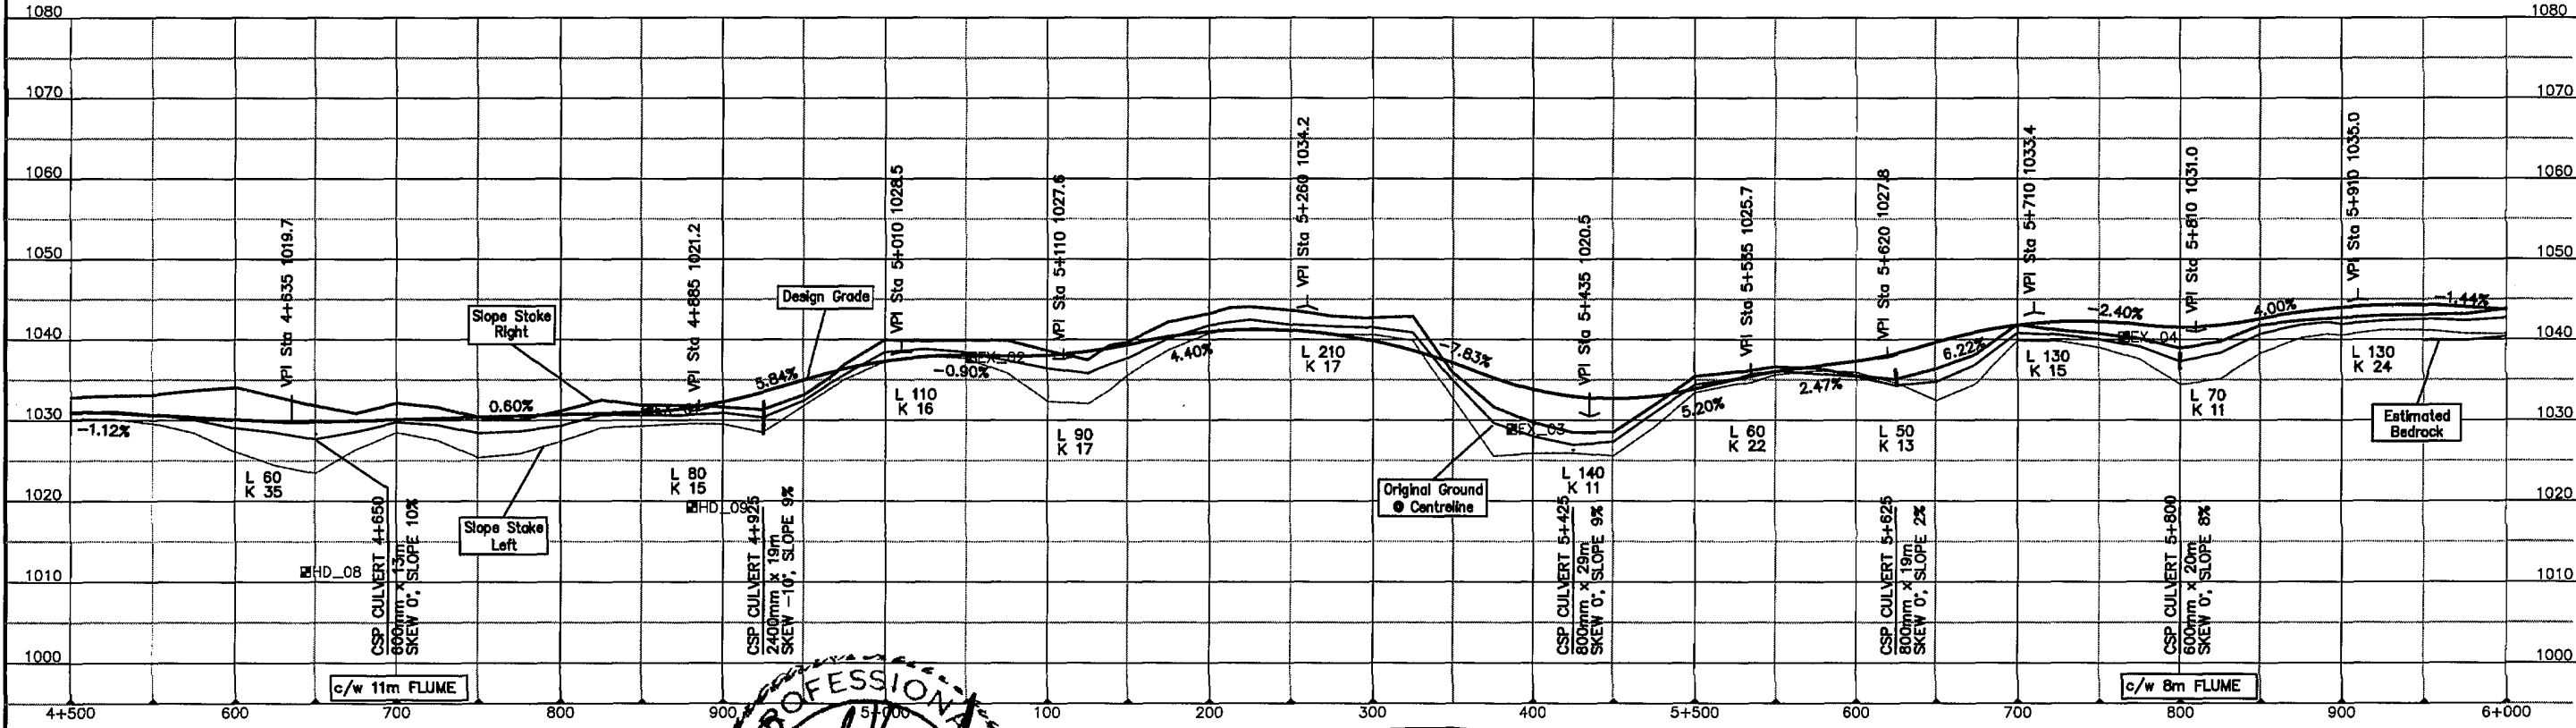 1080
1080
1070
1070
1060
1060
1050
1050
1040
1040
1030
1030
1020
1020
1010
1010
1000
1000
VPI Sta 4+635 1019.7
VPI Sta 4+885 1021.2
VPI Sta 5+010 1028.5
VPI Sta 5+110 1027.6
VPI Sta 5+260 1034.2
VPI Sta 5+435 1020.5
VPI Sta 5+535 1025.7
VPI Sta 5+620 1027.8
VPI Sta 5+710 1033.4
VPI Sta 5+810 1031.0
VPI Sta 5+910 1035.0
Slope Stake
Right
Design Grade
Slope Stake
Left
Original Ground
@ Centreline
Estimated
Bedrock
-1.12%
0.60%
5.84%
-0.90%
4.40%
-7.83%
5.20%
2.47%
6.22%
-2.40%
4.00%
-1.44%
EX_02
EX_03
EX_04
HD_08
HD_09
L 60
K 35
L 80
K 15
L 110
K 16
L 90
K 17
L 210
K 17
L 140
K 11
L 60
K 22
L 50
K 13
L 130
K 15
L 70
K 11
L 130
K 24
CSP CULVERT 4+650
600mm x 13m
SKEW 0°, SLOPE 10%
CSP CULVERT 4+925
2400mm x 19m
SKEW -10°, SLOPE 9%
CSP CULVERT 5+425
800mm x 29m
SKEW 0°, SLOPE 9%
CSP CULVERT 5+625
800mm x 19m
SKEW 0°, SLOPE 2%
CSP CULVERT 5+800
600mm x 20m
SKEW 0°, SLOPE 8%
c/w 11m FLUME
c/w 8m FLUME
4+500
600
700
800
900
5+000
100
200
300
400
5+500
600
700
800
900
6+000
ROFESSIONA